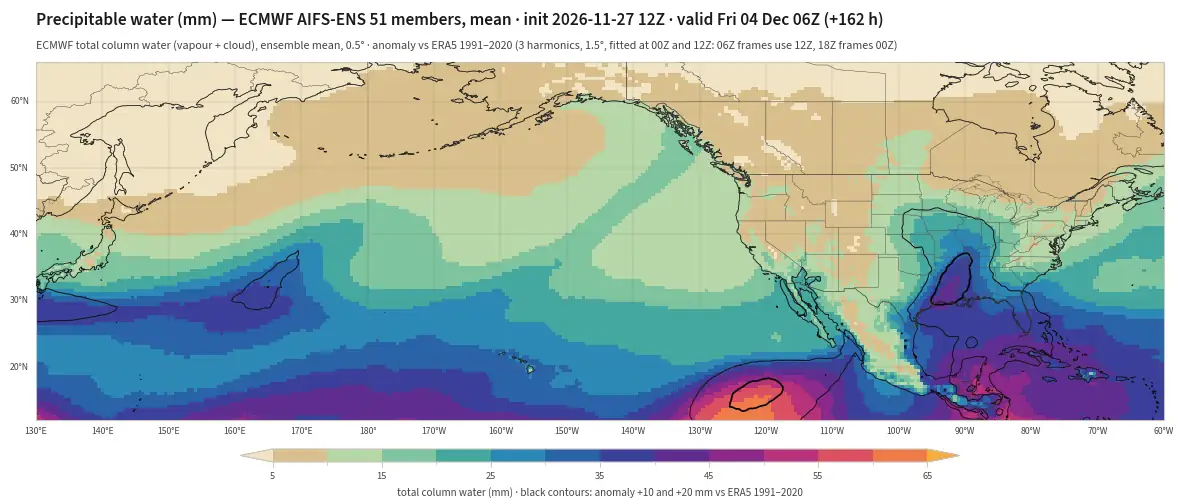 Precipitable water (mm) — ECMWF AIFS-ENS 51 members, mean · init 2026-11-27 12Z · valid Fri 04 Dec 06Z (+162 h)
ECMWF total column water (vapour + cloud), ensemble mean, 0.5° · anomaly vs ERA5 1991–2020 (3 harmonics, 1.5°, fitted at 00Z and 12Z: 06Z frames use 12Z, 18Z frames 00Z)
60°N
50°N
40°N
30°N
20°N
130°E 140°E 150°E 160°E 170°E 180° 170°W 160°W 150°W 140°W 130°W 120°W 110°W 100°W 90°W 80°W 70°W 60°W
5 15 25 35 45 55 65
total column water (mm) · black contours: anomaly +10 and +20 mm vs ERA5 1991–2020